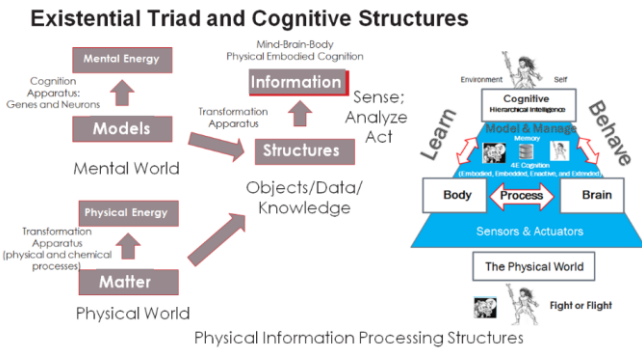 Existential Triad and Cognitive Structures
Mental Energy
Cognition
Apparatus:
Genes and Neurons
Models
Mental World
Physical Energy
Transformation
Apparatus
(physical and chemical
processes)
Matter
Physical World
Mind-Brain-Body
Physical Embodied Cognition
Information
Transformation
Apparatus
Sense;
Analyze
Act
Structures
Objects/Data/
Knowledge
Environment
Self
Cognitive
Hierarchical Intelligence
Learn
Behave
Model & Manage
Memory
4E Cognition
(Embodied, Embedded, Enactive, and Extended)
Body
Process
Brain
Sensors & Actuators
The Physical World
Fight or Flight
Physical Information Processing Structures